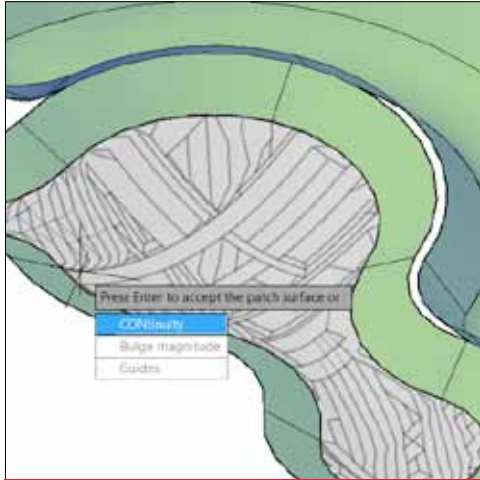 Press Enter to accept the patch surface or
CONtinuity
Bulge magnitude
Guides